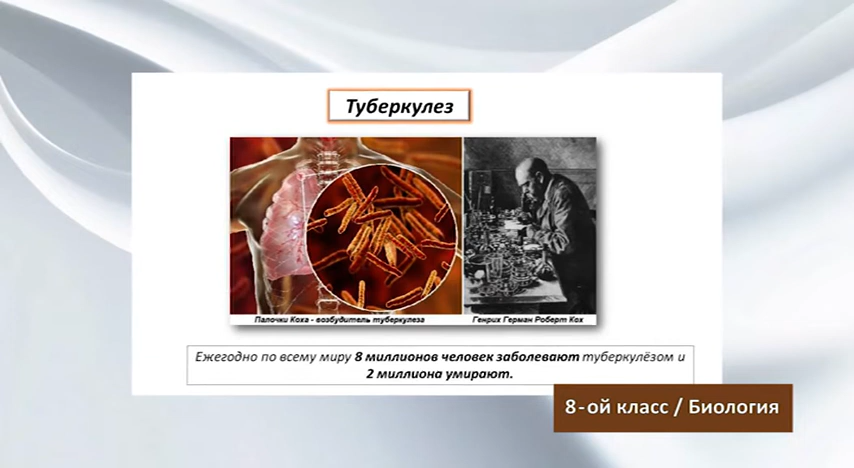 Туберкулез
Палочки Коха - возбудитель туберкулеза
Генрих Герман Роберт Кох
Ежегодно по всему миру 8 миллионов человек заболевают туберкулёзом и
2 миллиона умирают.
8-ой класс / Биология